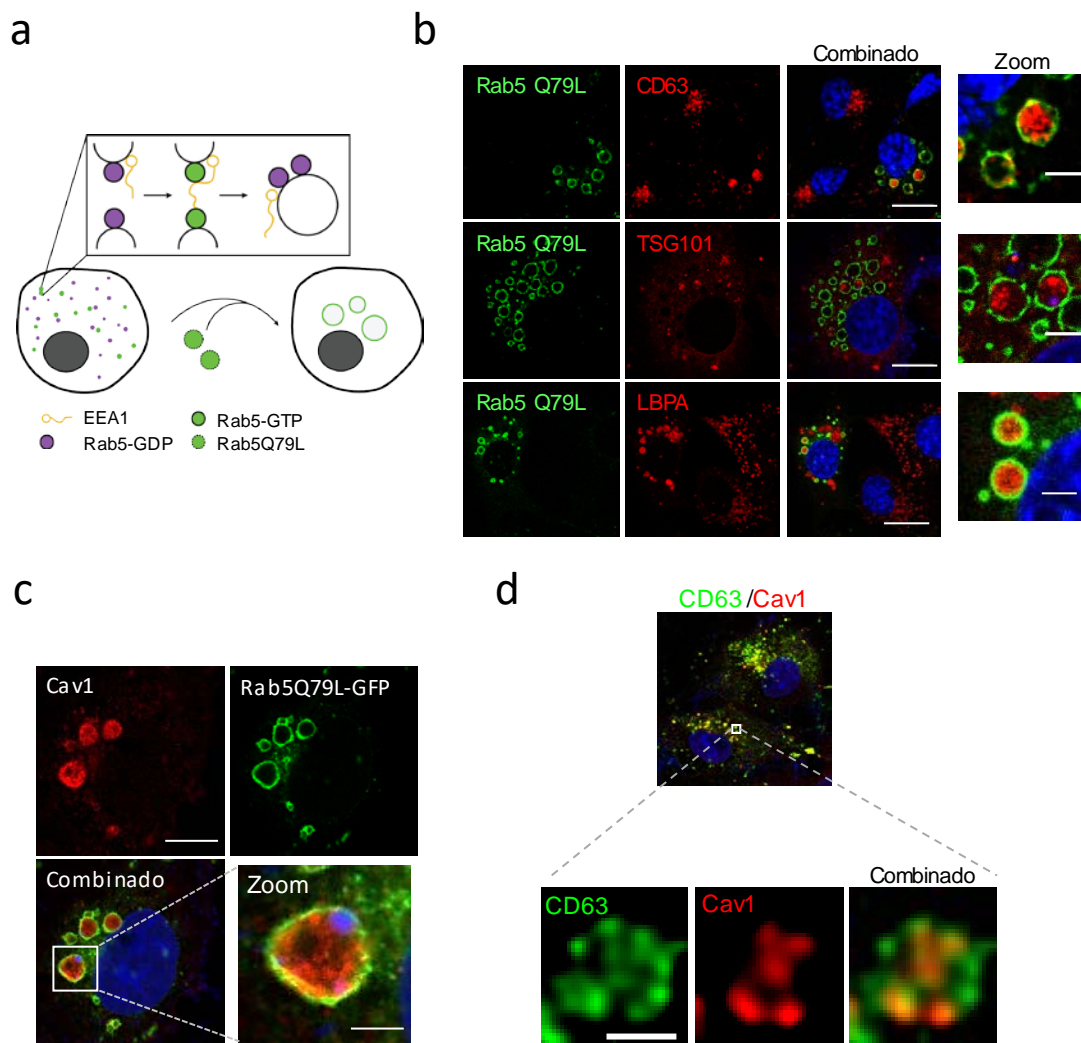 a
EEA1
Rab5-GDP
Rab5-GTP
Rab5Q79L
b
Combinado
Zoom
Rab5 Q79L
CD63
Rab5 Q79L
TSG101
Rab5 Q79L
LBPA
c
Cav1
Rab5Q79L-GFP
Combinado
Zoom
d
CD63/Cav1
CD63
Cav1
Combinado